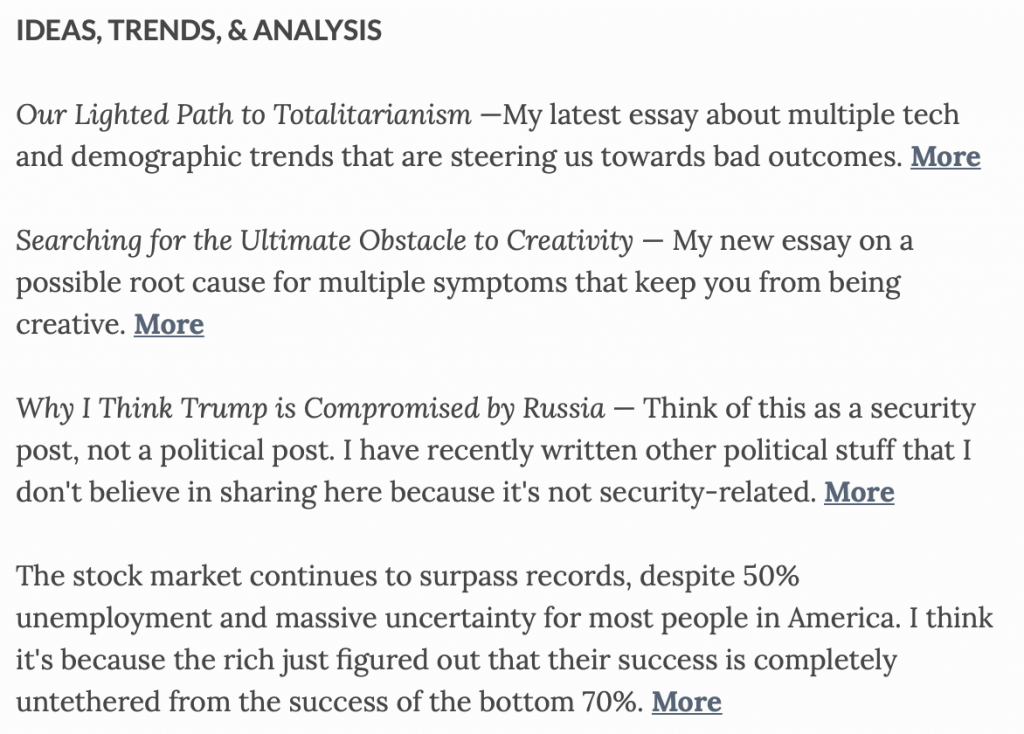 IDEAS, TRENDS, & ANALYSIS
Our Lighted Path to Totalitarianism —My latest essay about multiple tech
and demographic trends that are steering us towards bad outcomes. More
Searching for the Ultimate Obstacle to Creativity — My new essay on a
possible root cause for multiple symptoms that keep you from being
creative. More
Why I Think Trump is Compromised by Russia — Think of this as a security
post, not a political post. I have recently written other political stuff that I
don't believe in sharing here because it's not security-related. More
The stock market continues to surpass records, despite 50%
unemployment and massive uncertainty for most people in America. I think
it's because the rich just figured out that their success is completely
untethered from the success of the bottom 70%. More